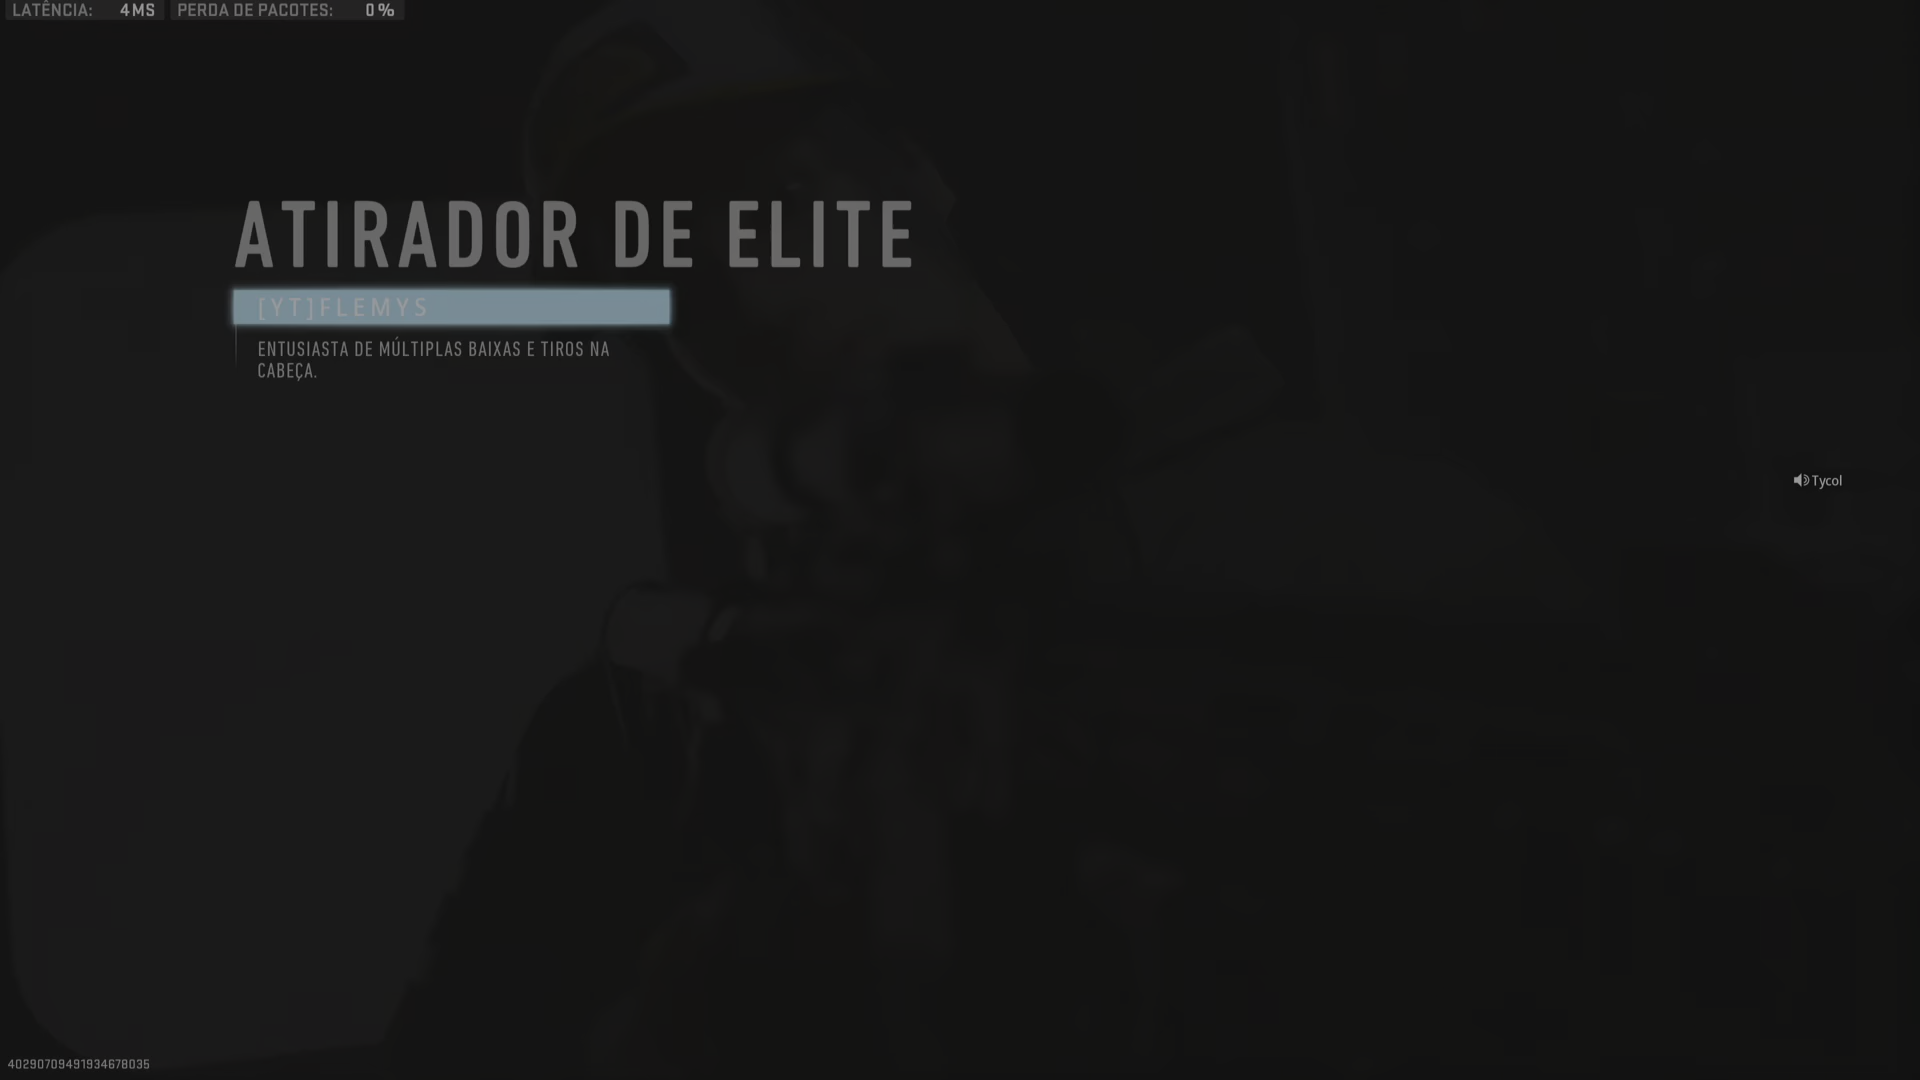 LATÊNCIA: 4 MS PERDA DE PACOTES: 0 %
ATIRADOR DE ELITE
[YT]FLEMYS
ENTUSIASTA DE MÚLTIPLAS BAIXAS E TIROS NA
CABEÇA.
Tycol
40290709491934678035